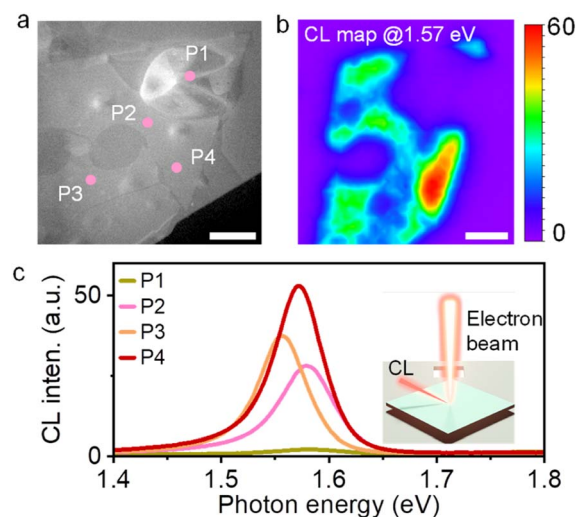 a
P1
P2
P4
P3
b
CL map @1.57 eV
60
0
c
P1
P2
P3
P4
50
0
CL inten. (a.u.)
Electron
beam
CL
1.4 1.5 1.6 1.7 1.8
Photon energy (eV)